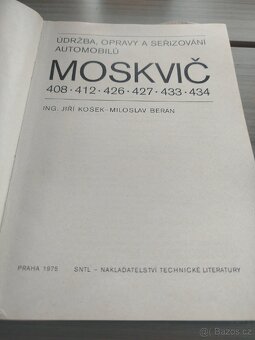 ÚDRŽBA, OPRAVY A SEŘIZOVÁNÍ
AUTOMOBILŮ
MOSKVIČ
408 · 412 · 426 · 427 · 433 · 434
ING. JIŘÍ KOSEK - MILOSLAV BERAN
PRAHA 1975
SNTL - NAKLADATELSTVÍ TECHNICKÉ LITERATURY
Bazoš.cz